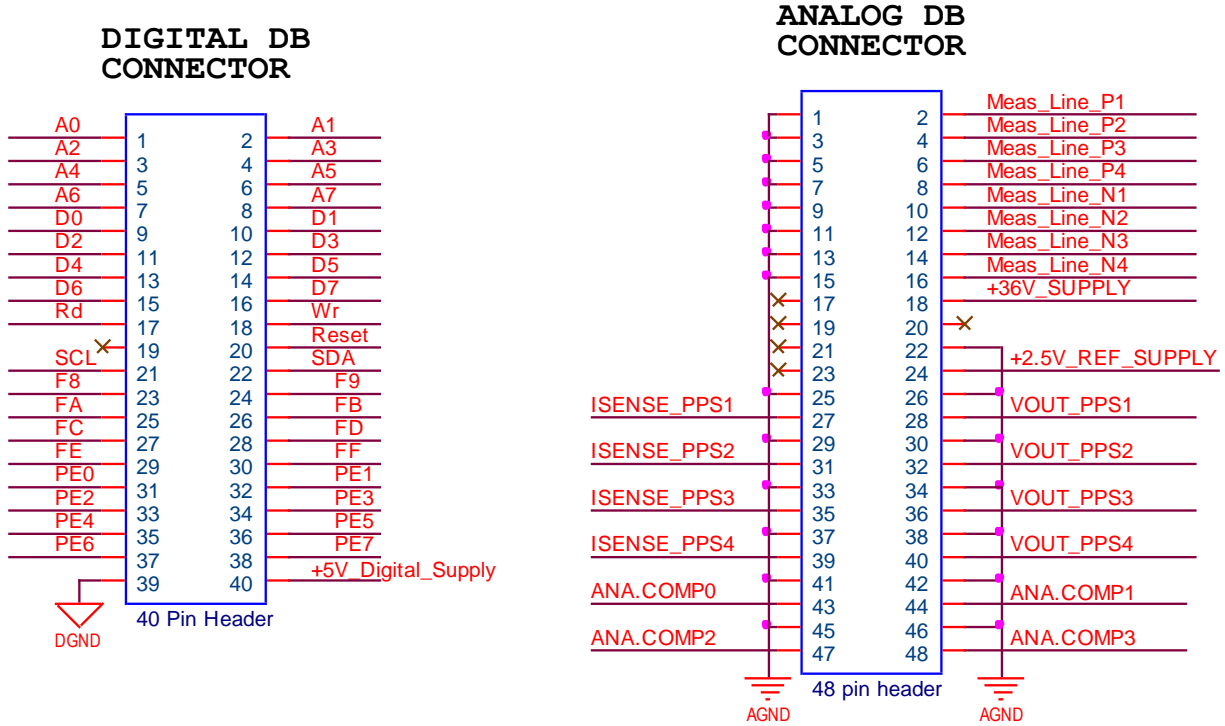 DIGITAL DB
CONNECTOR
A0 1 2 A1
A2 3 4 A3
A4 5 6 A5
A6 7 8 A7
D0 9 10 D1
D2 11 12 D3
D4 13 14 D5
D6 15 16 D7
Rd 17 18 Wr
19 20 Reset
SCL 21 22 SDA
F8 23 24 F9
FA 25 26 FB
FC 27 28 FD
FE 29 30 FF
PE0 31 32 PE1
PE2 33 34 PE3
PE4 35 36 PE5
PE6 37 38 PE7
39 40 +5V_Digital_Supply
DGND
40 Pin Header
ANALOG DB
CONNECTOR
1 2 Meas_Line_P1
3 4 Meas_Line_P2
5 6 Meas_Line_P3
7 8 Meas_Line_P4
9 10 Meas_Line_N1
11 12 Meas_Line_N2
13 14 Meas_Line_N3
15 16 Meas_Line_N4
17 18 +36V_SUPPLY
19 20
21 22
23 24 +2.5V_REF_SUPPLY
25 26
ISENSE_PPS1 27 28 VOUT_PPS1
29 30
ISENSE_PPS2 31 32 VOUT_PPS2
33 34
ISENSE_PPS3 35 36 VOUT_PPS3
37 38
ISENSE_PPS4 39 40 VOUT_PPS4
41 42
ANA.COMP0 43 44 ANA.COMP1
45 46
ANA.COMP2 47 48 ANA.COMP3
48 pin header
AGND AGND